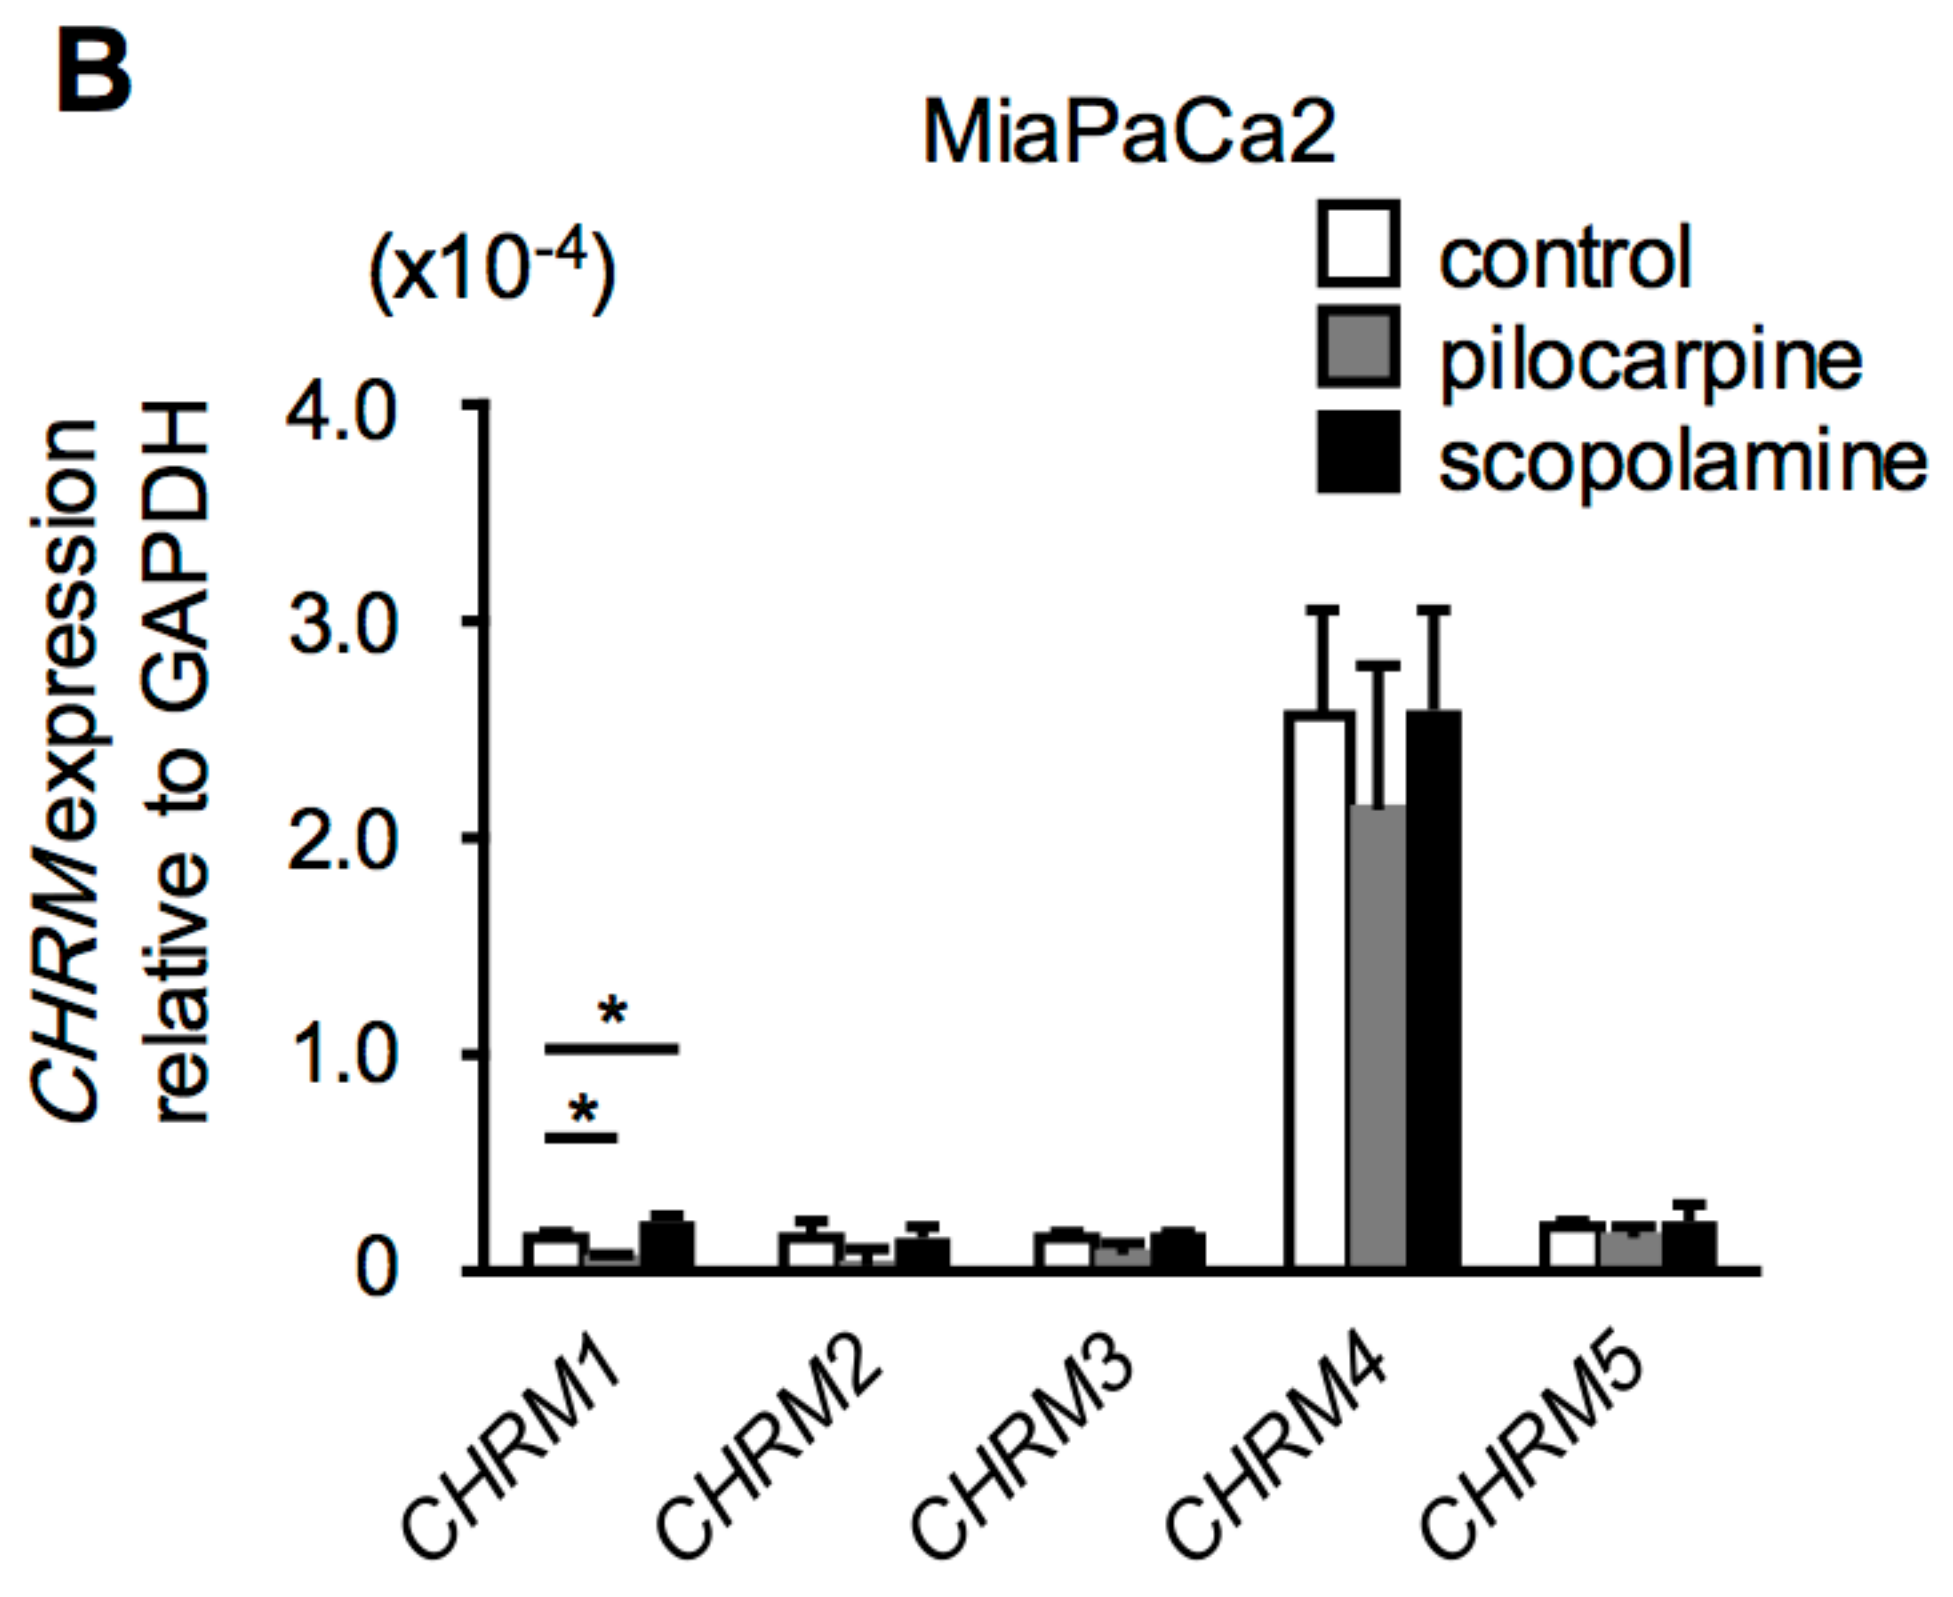 B
MiaPaCa2
(x10-4)
control
pilocarpine
scopolamine
CHRM expression
relative to GAPDH
4.0
3.0
2.0
1.0
0
*
*
CHRM1
CHRM2
CHRM3
CHRM4
CHRM5